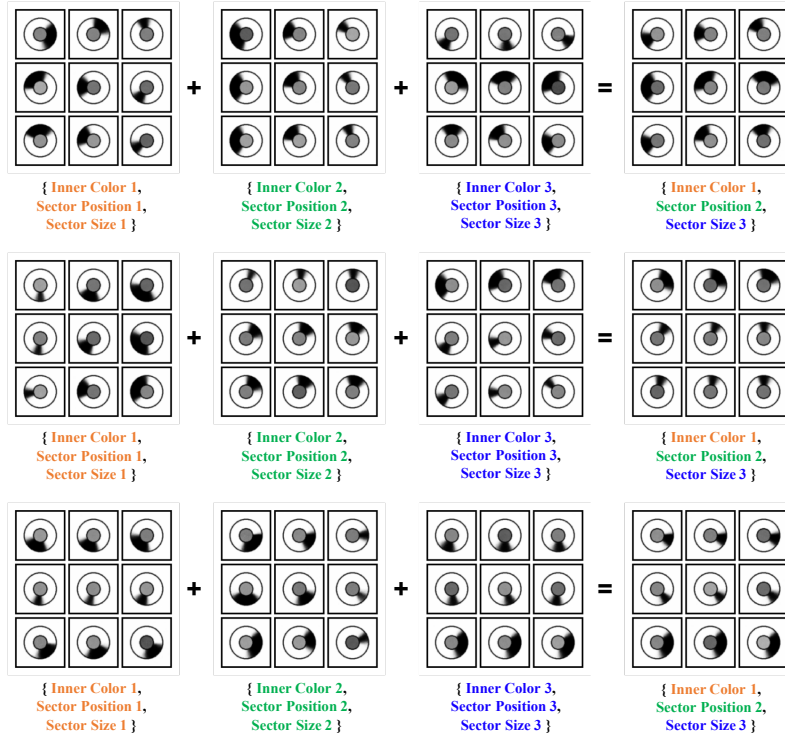 + + =
{ Inner Color 1, { Inner Color 2, { Inner Color 3, { Inner Color 1,
Sector Position 1, Sector Position 2, Sector Position 3, Sector Position 2,
Sector Size 1 } Sector Size 2 } Sector Size 3 } Sector Size 3 }
+ + =
{ Inner Color 1, { Inner Color 2, { Inner Color 3, { Inner Color 1,
Sector Position 1, Sector Position 2, Sector Position 3, Sector Position 2,
Sector Size 1 } Sector Size 2 } Sector Size 3 } Sector Size 3 }
+ + =
{ Inner Color 1, { Inner Color 2, { Inner Color 3, { Inner Color 1,
Sector Position 1, Sector Position 2, Sector Position 3, Sector Position 2,
Sector Size 1 } Sector Size 2 } Sector Size 3 } Sector Size 3 }